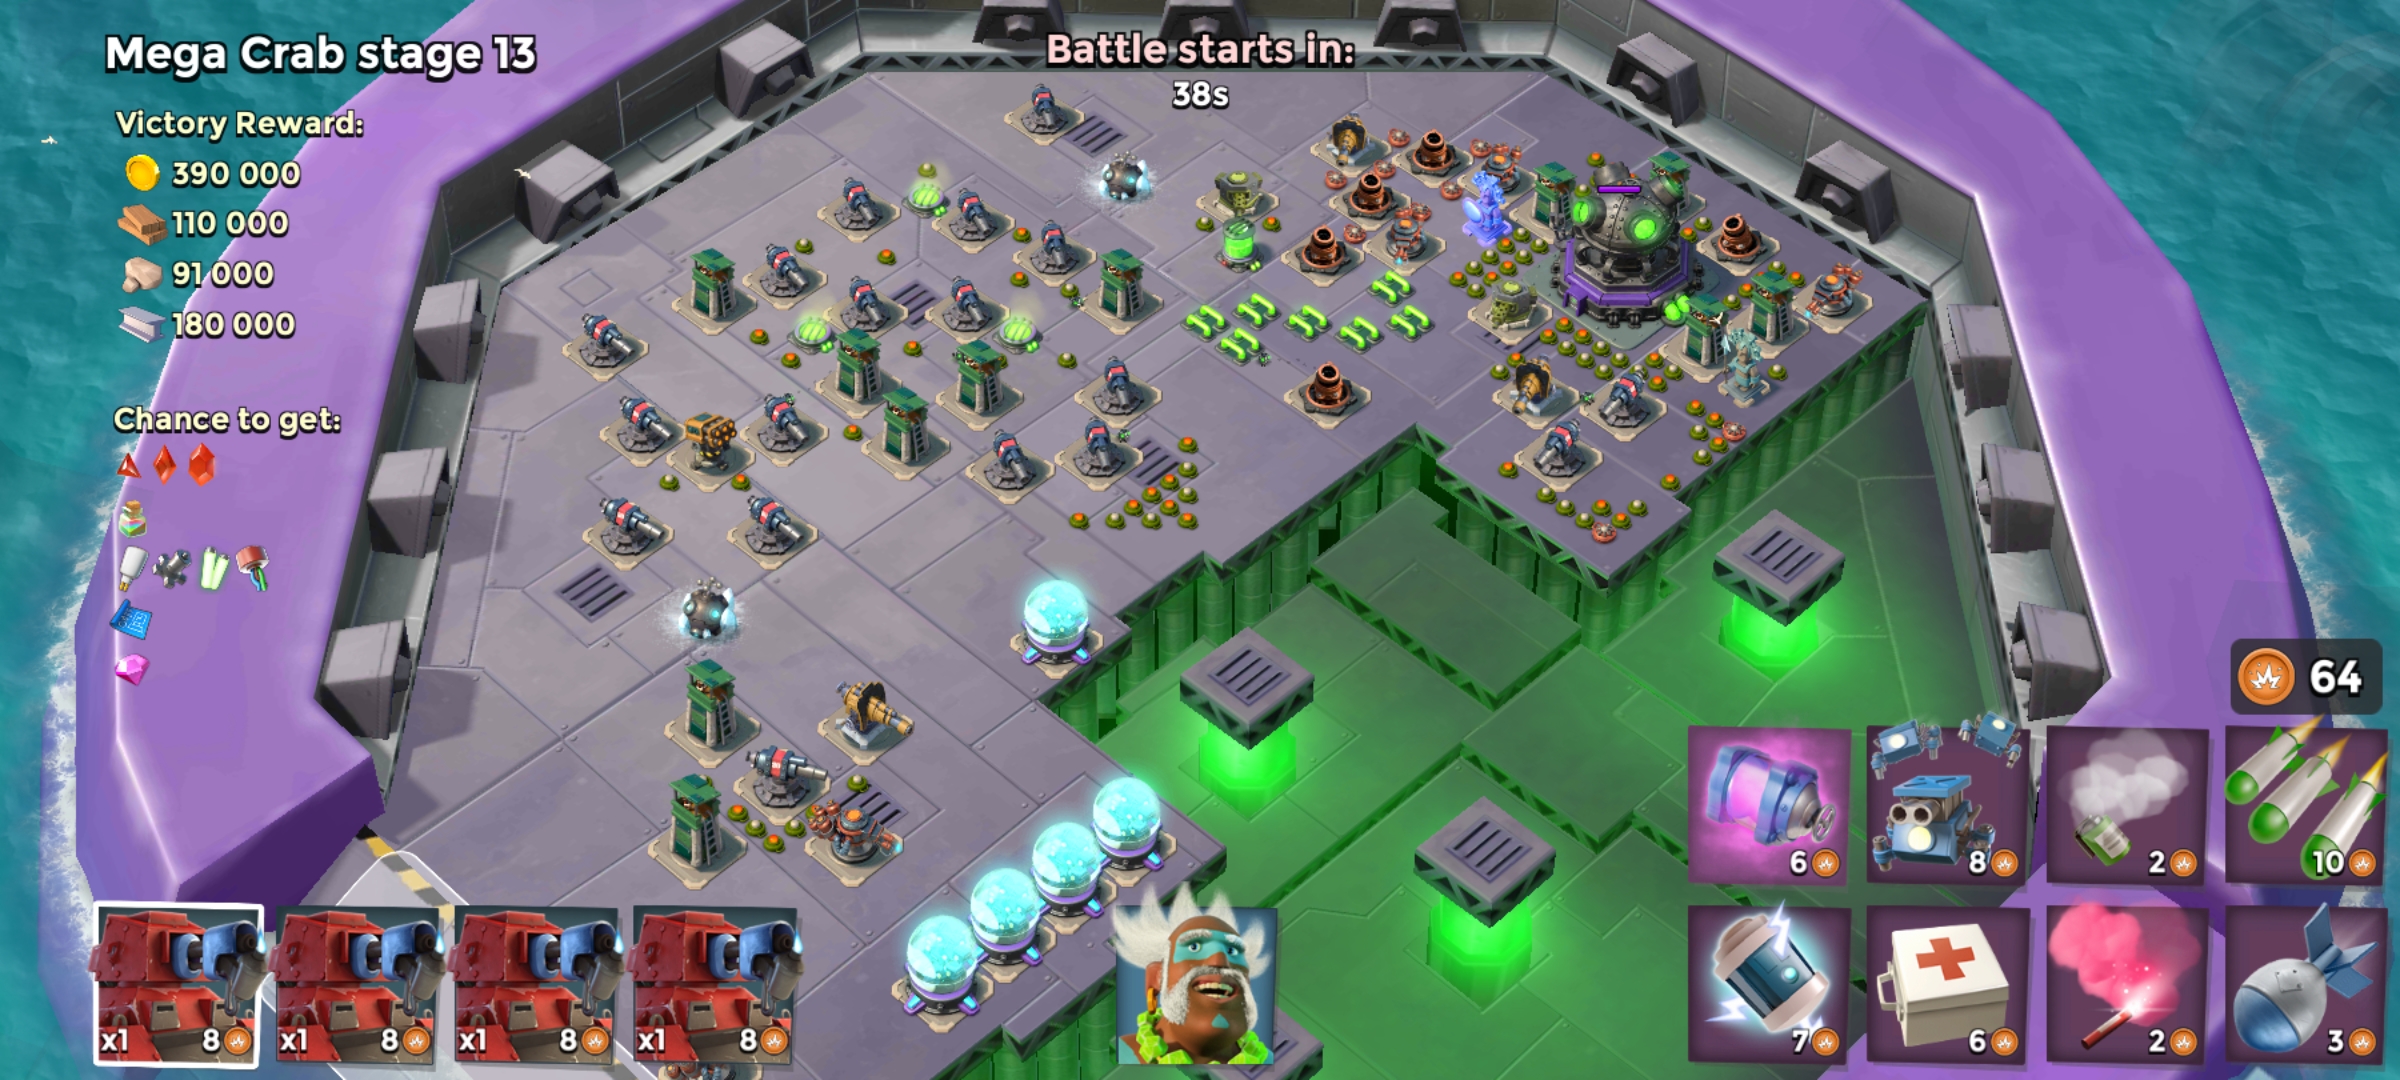 Mega Crab stage 13
Battle starts in:
38s
Victory Reward:
390 000
110 000
91 000
180 000
Chance to get:
64
6
8
2
10
x1 8
x1 8
x1 8
x1 8
7
6
2
3